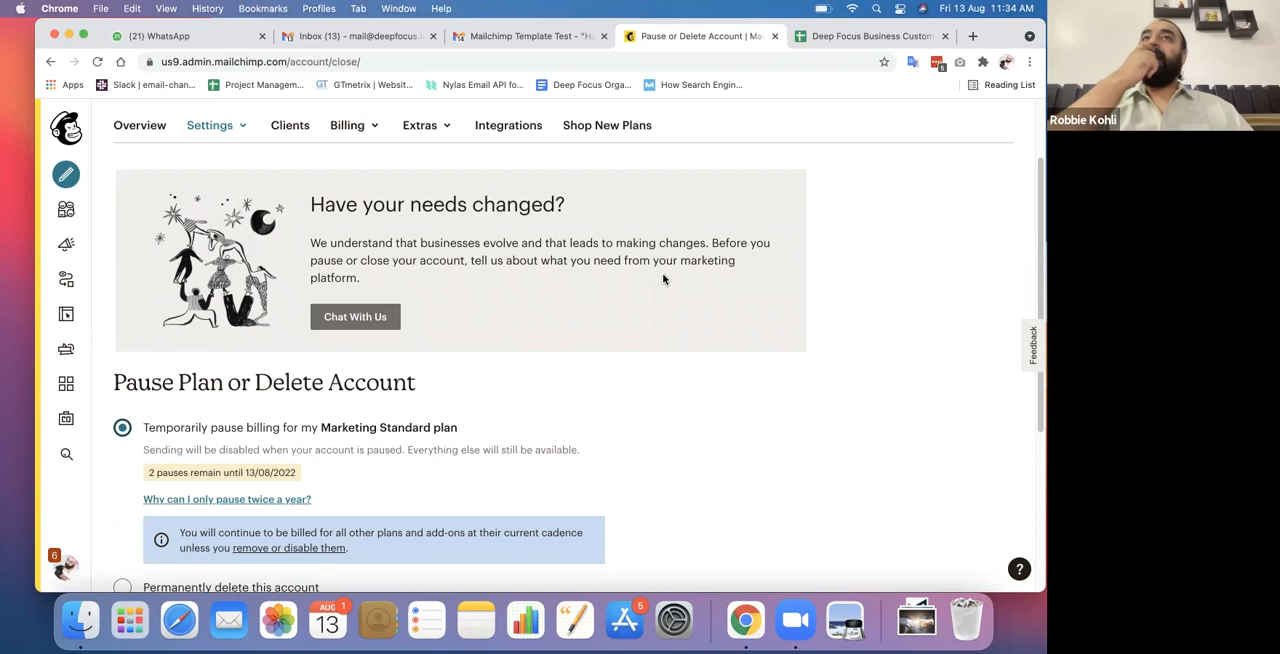 Chrome File Edit View History Bookmarks Profiles Tab Window Help Fri 13 Aug 11:34 AM
(21) WhatsApp Inbox (13) - mail@deepfocus. Mailchimp Template Test - "H Pause or Delete Account | Ma Deep Focus Business Custom
us9.admin.mailchimp.com/account/close/ 5
Apps Slack | email-chan... Project Managem... GTmetrix | Websit... Nylas Email API fo... Deep Focus Orga... How Search Engin... Reading List
Robbie Kohli
Overview Settings Clients Billing Extras Integrations Shop New Plans
Have your needs changed?
We understand that businesses evolve and that leads to making changes. Before you
pause or close your account, tell us about what you need from your marketing
platform.
Chat With Us
Feedback
Pause Plan or Delete Account
Temporarily pause billing for my Marketing Standard plan
Sending will be disabled when your account is paused. Everything else will still be available.
2 pauses remain until 13/08/2022
Why can I only pause twice a year?
You will continue to be billed for all other plans and add-ons at their current cadence
unless you remove or disable them.
6
?
Permanently delete this account
AUG 1 5
13